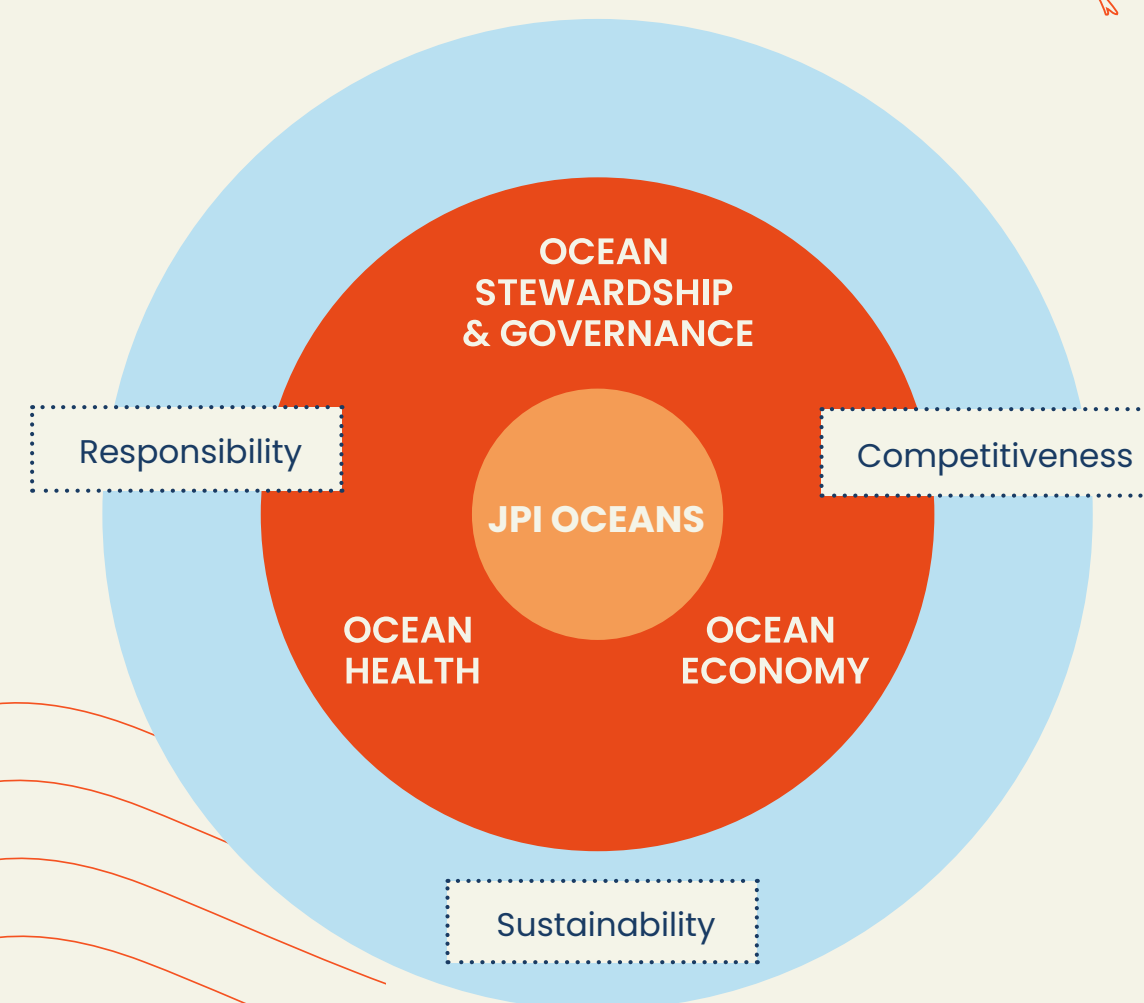 OCEAN
STEWARDSHIP
& GOVERNANCE
Responsibility
Competitiveness
JPI OCEANS
OCEAN
HEALTH
OCEAN
ECONOMY
Sustainability